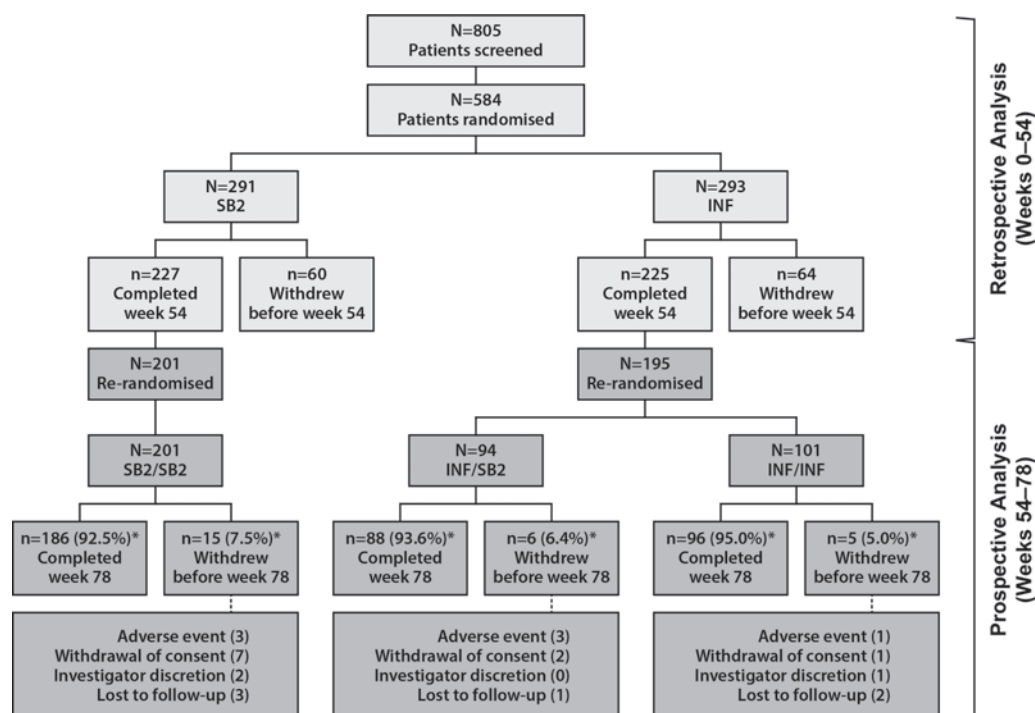 N=805
Patients screened
N=584
Patients randomised
N=291
SB2
N=293
INF
n=227
Completed
week 54
n=60
Withdrew
before week 54
n=225
Completed
week 54
n=64
Withdrew
before week 54
Retrospective Analysis
(Weeks 0–54)
N=201
Re-randomised
N=195
Re-randomised
N=201
SB2/SB2
N=94
INF/SB2
N=101
INF/INF
n=186 (92.5%)*
Completed
week 78
n=15 (7.5%)*
Withdrew
before week 78
n=88 (93.6%)*
Completed
week 78
n=6 (6.4%)*
Withdrew
before week 78
n=96 (95.0%)*
Completed
week 78
n=5 (5.0%)*
Withdrew
before week 78
Adverse event (3)
Withdrawal of consent (7)
Investigator discretion (2)
Lost to follow-up (3)
Adverse event (3)
Withdrawal of consent (2)
Investigator discretion (0)
Lost to follow-up (1)
Adverse event (1)
Withdrawal of consent (1)
Investigator discretion (1)
Lost to follow-up (2)
Prospective Analysis
(Weeks 54–78)